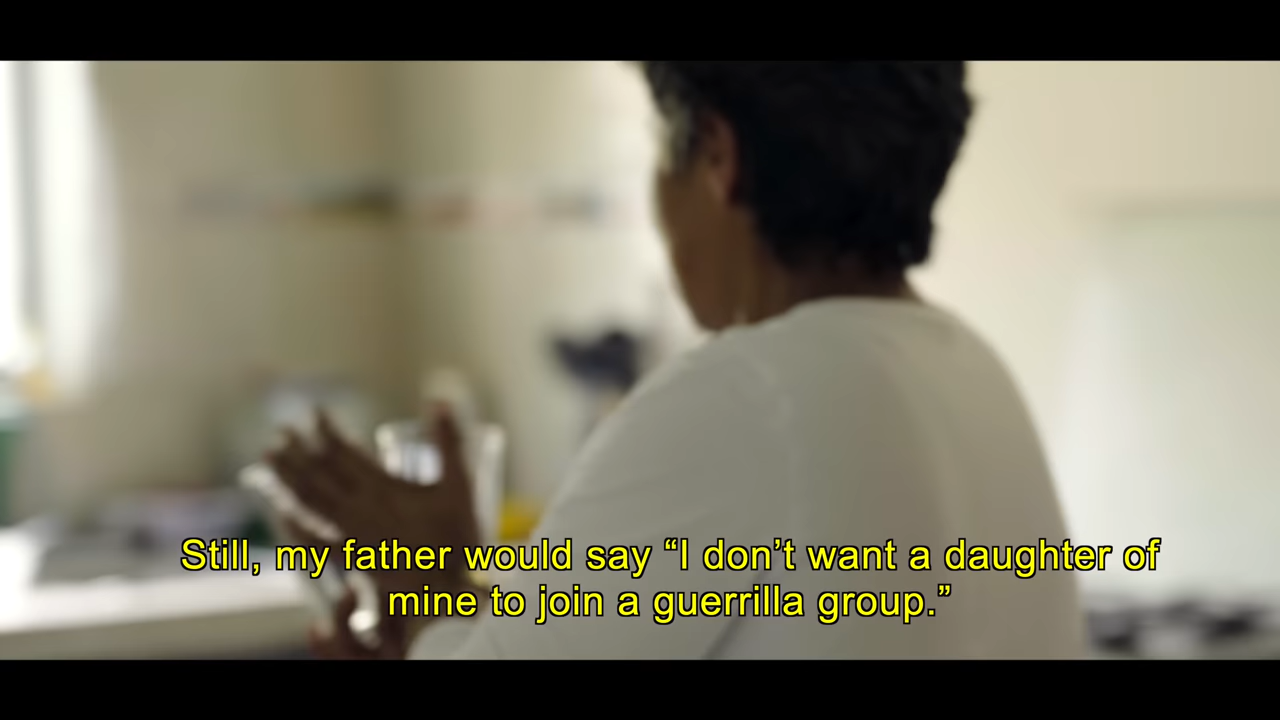 Still, my father would say “I don’t want a daughter of
mine to join a guerrilla group.”